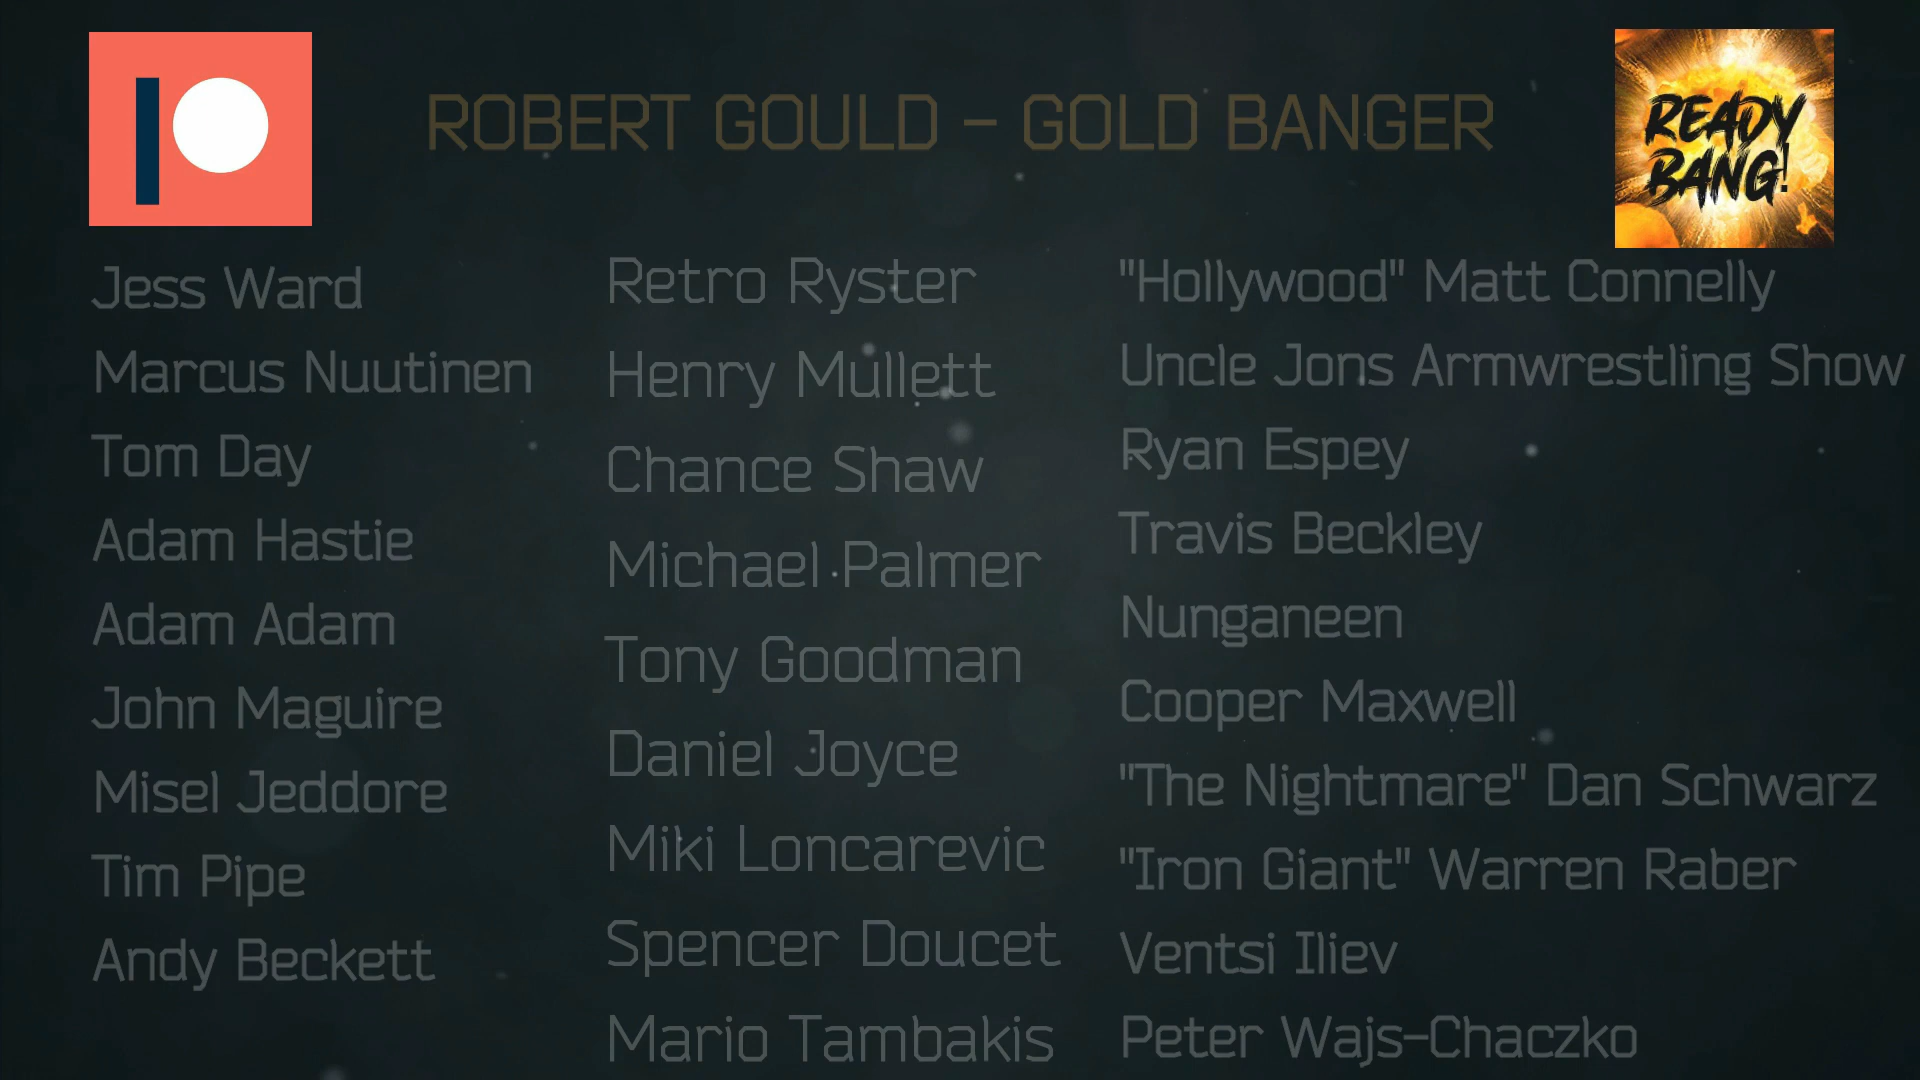 ROBERT GOULD - GOLD BANGER
READY
BANG!
Jess Ward
Marcus Nuutinen
Tom Day
Adam Hastie
Adam Adam
John Maguire
Misel Jeddore
Tim Pipe
Andy Beckett
Retro Ryster
Henry Mullett
Chance Shaw
Michael Palmer
Tony Goodman
Daniel Joyce
Miki Loncarevic
Spencer Doucet
Mario Tambakis
"Hollywood" Matt Connelly
Uncle Jons Armwrestling Show
Ryan Espey
Travis Beckley
Nunganeen
Cooper Maxwell
"The Nightmare" Dan Schwarz
"Iron Giant" Warren Raber
Ventsi Iliev
Peter Wajs-Chaczko